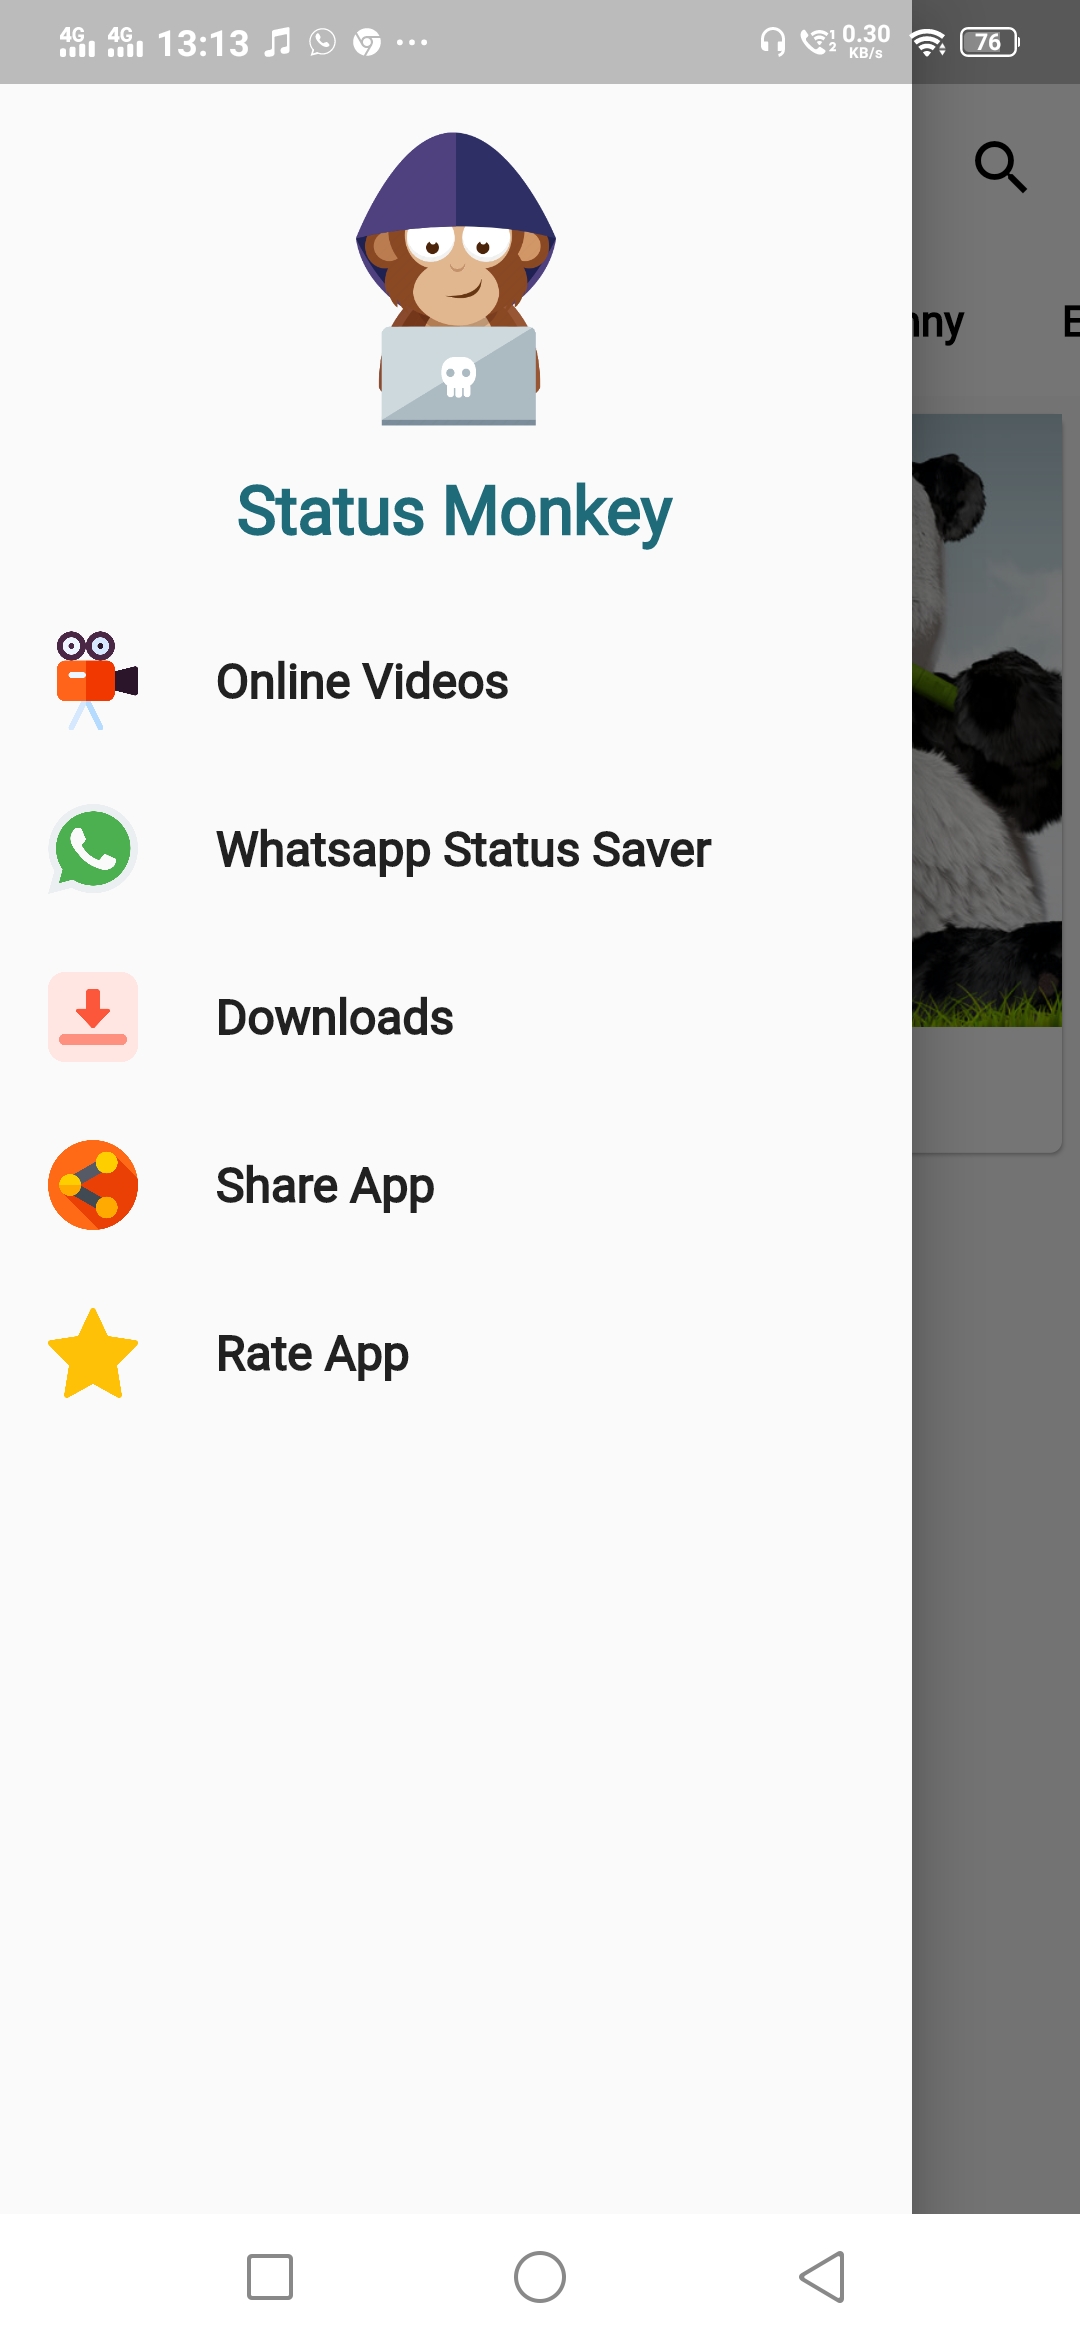 4G 4G 13:13 0.30 KB/s 76
Status Monkey
Online Videos
Whatsapp Status Saver
Downloads
Share App
Rate App